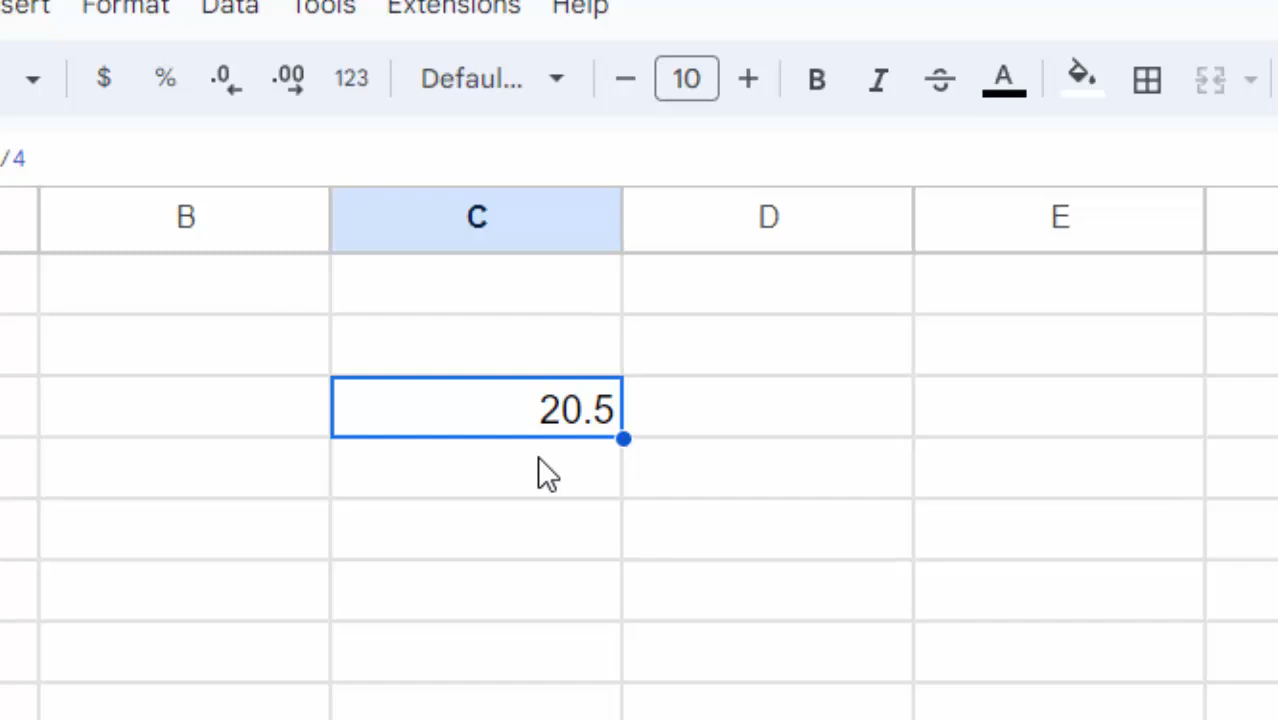 sert Format Data Tools Extensions Help
$ % .0 .00 123 Defaul... 10 B I S A
/4
B C D E
20.5